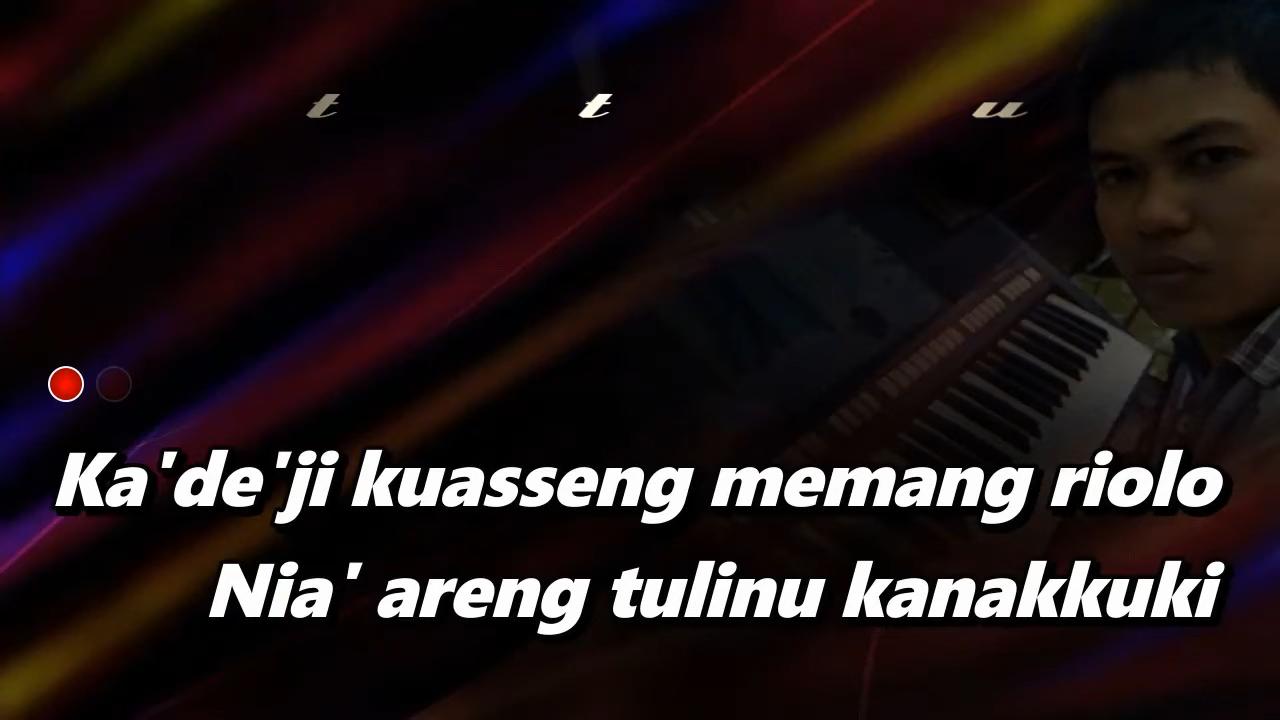 t t u
Ka'de'ji kuasseng memang riolo
Nia' areng tulinu kanakkuki